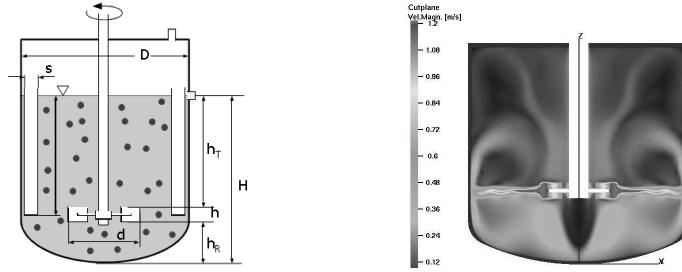 D
s
h_T
H
h
d
h_R
Cutplane
Vel.Magn. [m/s]
1.2
1.08
0.96
0.84
0.72
0.6
0.48
0.36
0.24
0.12
Z
X